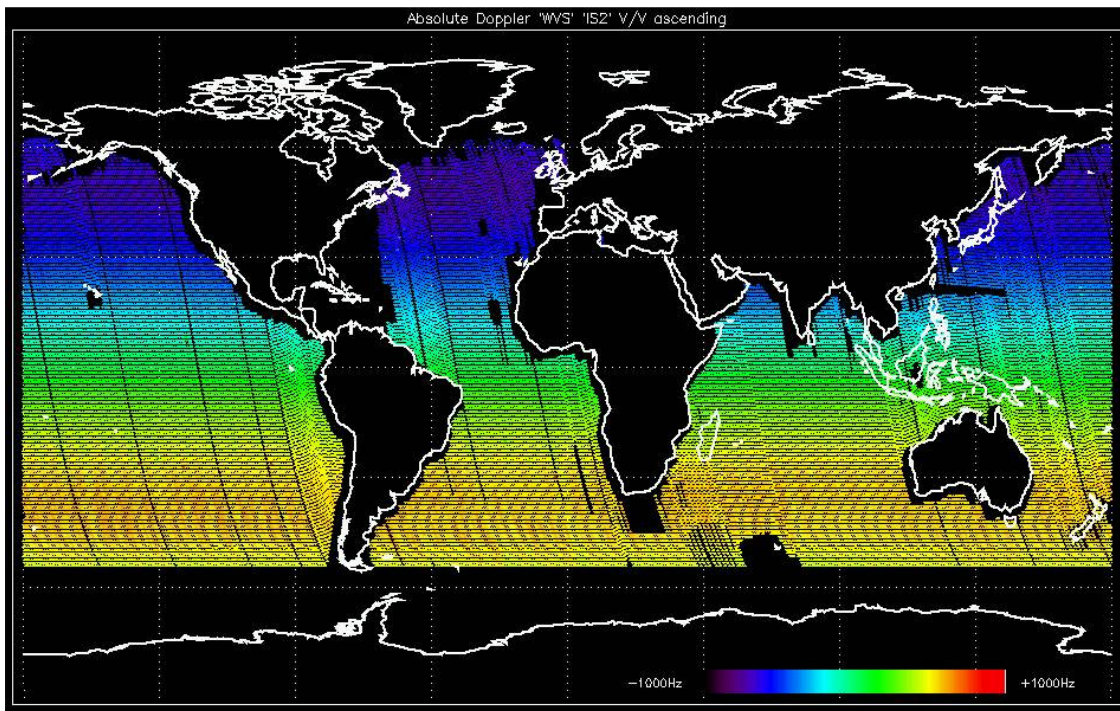 Absolute Doppler 'WVS' 'IS2' V/V ascending
-1000Hz
+1000Hz